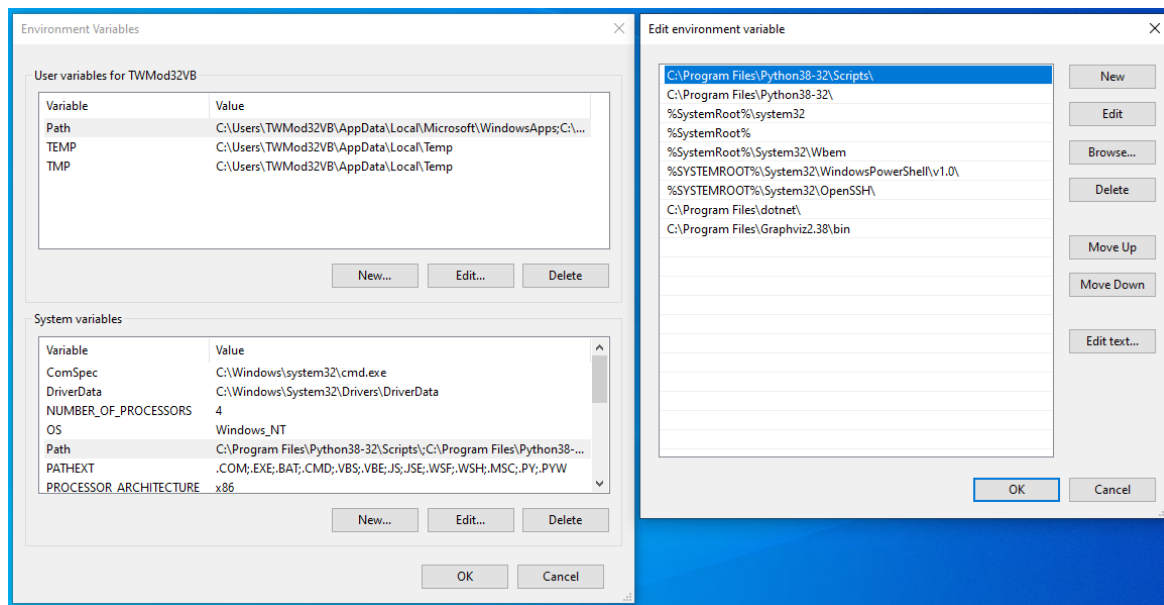 Environment Variables
User variables for TWMod32VB
Variable Value
Path C:\Users\TWMod32VB\AppData\Local\Microsoft\WindowsApps;C:\...
TEMP C:\Users\TWMod32VB\AppData\Local\Temp
TMP C:\Users\TWMod32VB\AppData\Local\Temp
New... Edit... Delete
System variables
Variable Value
ComSpec C:\Windows\system32\cmd.exe
DriverData C:\Windows\System32\Drivers\DriverData
NUMBER_OF_PROCESSORS 4
OS Windows_NT
Path C:\Program Files\Python38-32\Scripts\;C:\Program Files\Python38-...
PATHEXT .COM;.EXE;.BAT;.CMD;.VBS;.VBE;.JS;.JSE;.WSF;.WSH;.MSC;.PY;.PYW
PROCESSOR_ARCHITECTURE x86
New... Edit... Delete
OK Cancel
Edit environment variable
C:\Program Files\Python38-32\Scripts\
C:\Program Files\Python38-32\
%SystemRoot%\system32
%SystemRoot%
%SystemRoot%\System32\Wbem
%SYSTEMROOT%\System32\WindowsPowerShell\v1.0\
%SYSTEMROOT%\System32\OpenSSH\
C:\Program Files\dotnet\
C:\Program Files\Graphviz2.38\bin
New
Edit
Browse...
Delete
Move Up
Move Down
Edit text...
OK Cancel